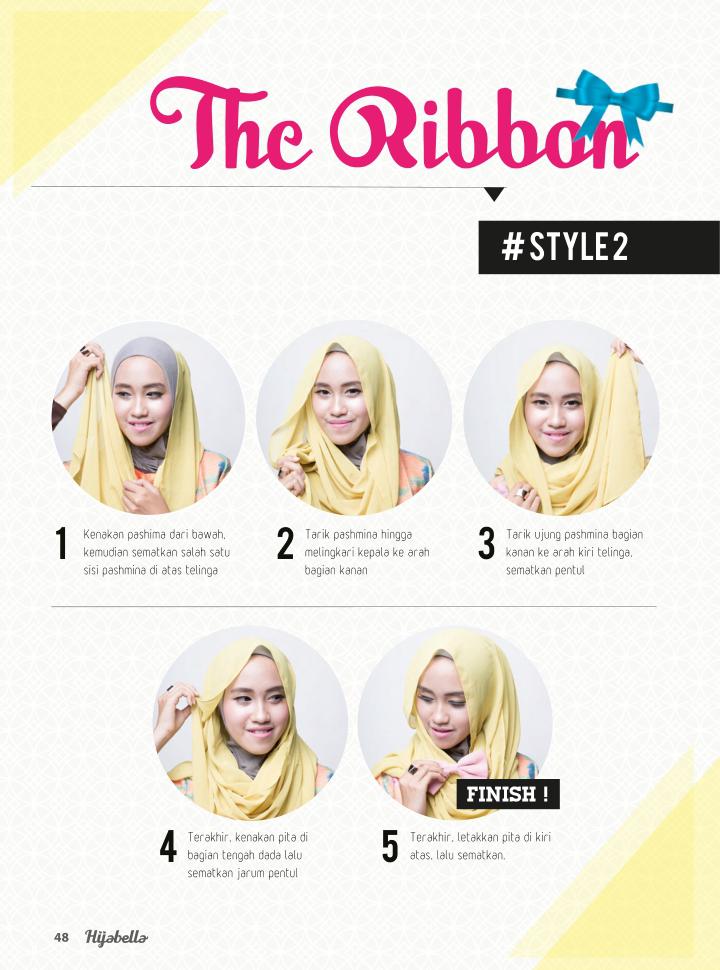 The Ribbon
#STYLE2
1
Kenakan pashima dari bawah,
kemudian sematkan salah satu
sisi pashmina di atas telinga
2
Tarik pashmina hingga
melingkari kepala ke arah
bagian kanan
3
Tarik ujung pashmina bagian
kanan ke arah kiri telinga,
sematkan pentul
4
Terakhir, kenakan pita di
bagian tengah dada lalu
sematkan jarum pentul
FINISH !
5
Terakhir, letakkan pita di kiri
atas, lalu sematkan.
48 Hijabella